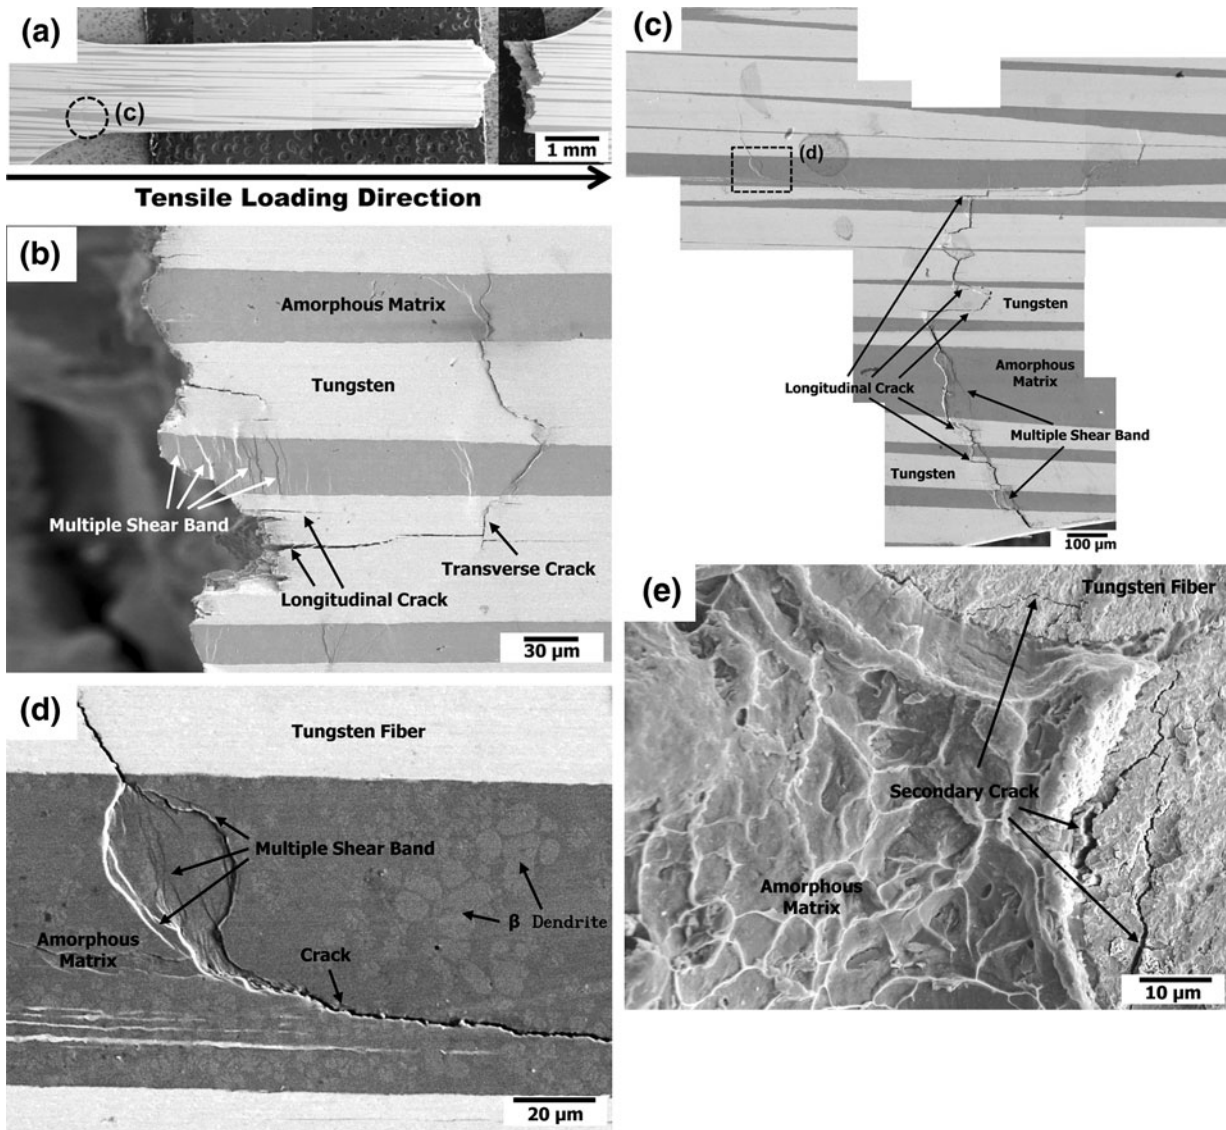 (a)
(c)
1 mm
Tensile Loading Direction
(b)
Amorphous Matrix
Tungsten
Multiple Shear Band
Transverse Crack
Longitudinal Crack
30 μm
(c)
(d)
Tungsten
Amorphous
Matrix
Longitudinal Crack
Multiple Shear Band
Tungsten
100 μm
(d)
Tungsten Fiber
Multiple Shear Band
β Dendrite
Amorphous
Matrix
Crack
20 μm
(e)
Tungsten Fiber
Secondary Crack
Amorphous
Matrix
10 μm